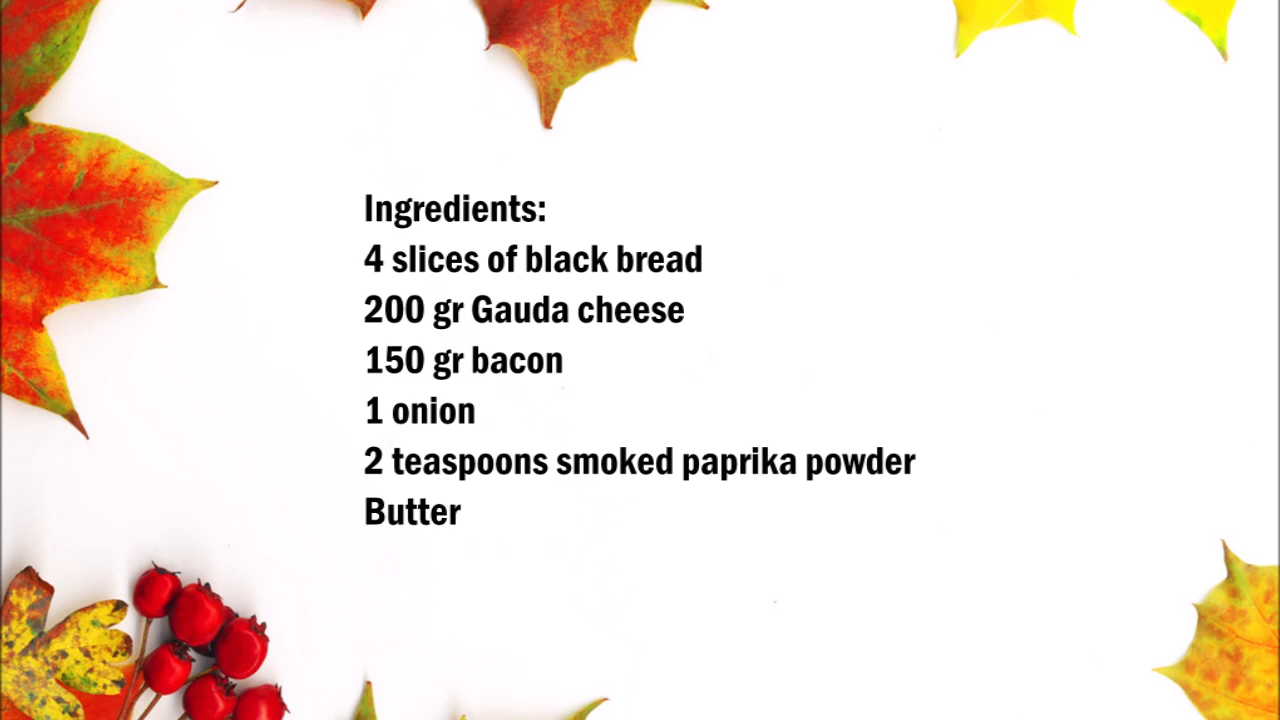 Ingredients:
4 slices of black bread
200 gr Gauda cheese
150 gr bacon
1 onion
2 teaspoons smoked paprika powder
Butter